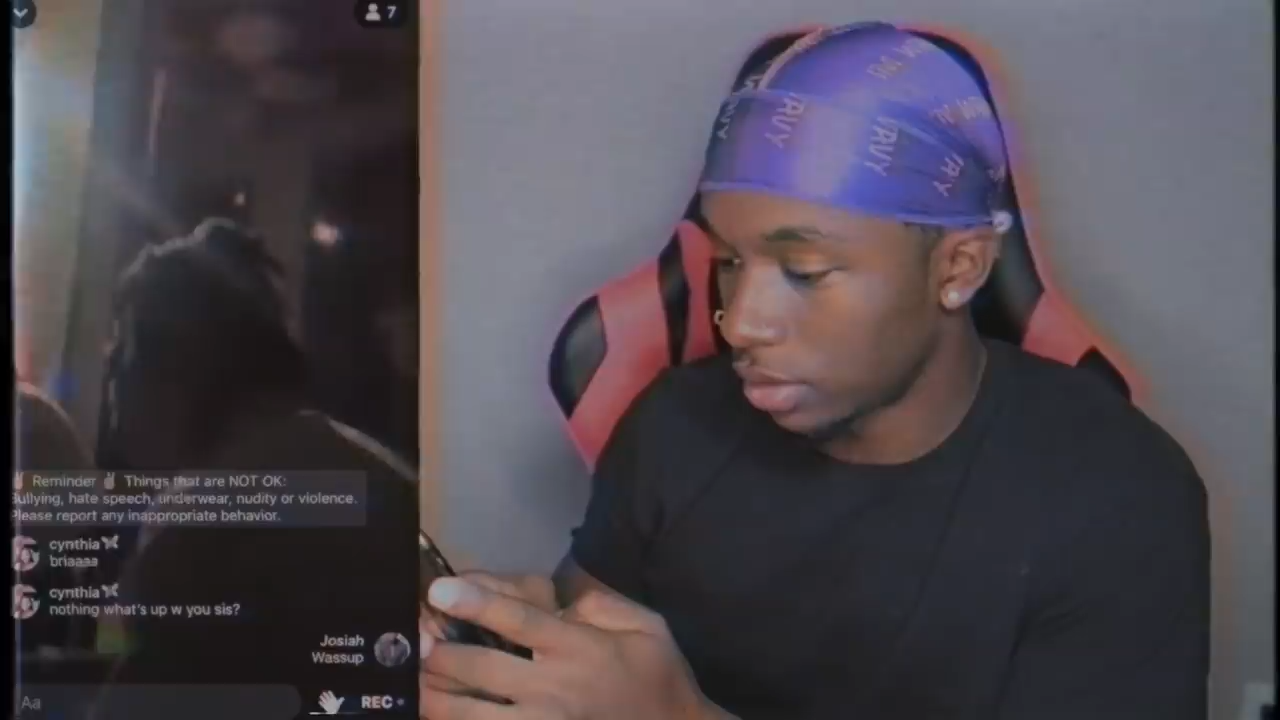 7
Reminder Things that are NOT OK:
Bullying, hate speech, underwear, nudity or violence.
Please report any inappropriate behavior.
cynthia
briaaaa
cynthia
nothing what's up w you sis?
Josiah
Wassup
Aa
REC